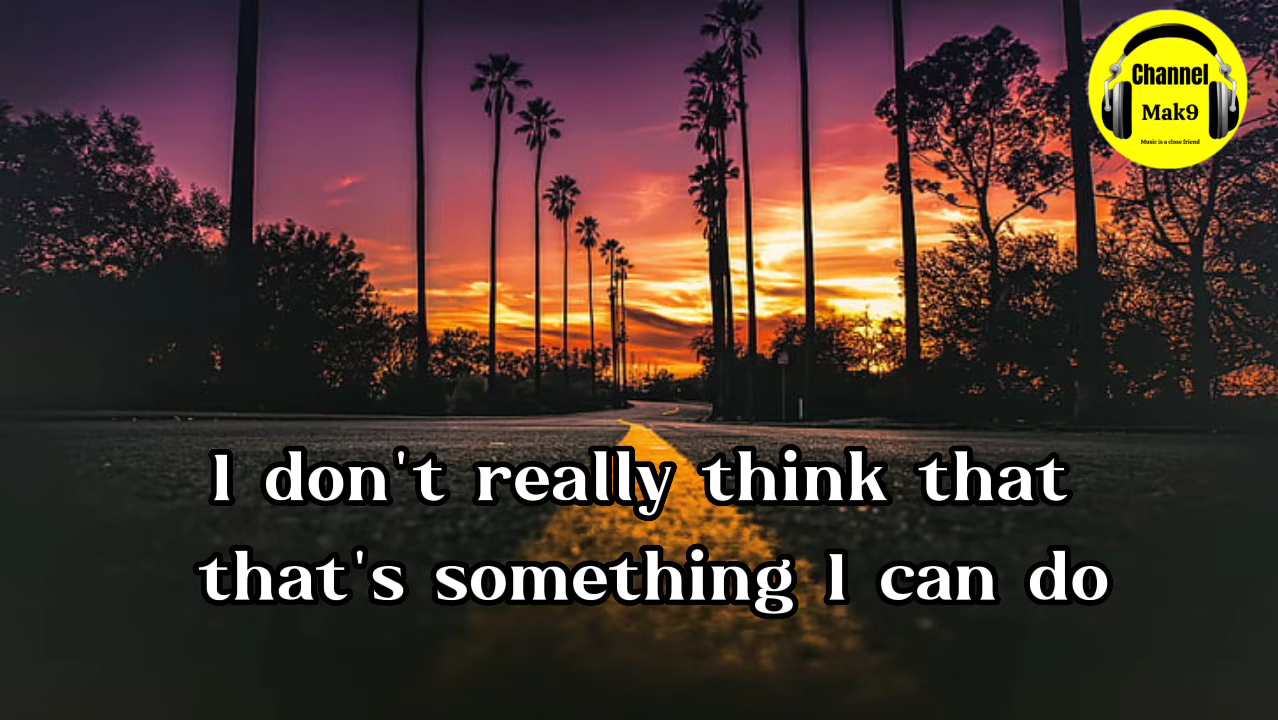 Channel
Mak9
Music is a close friend
I don't really think that
that's something I can do